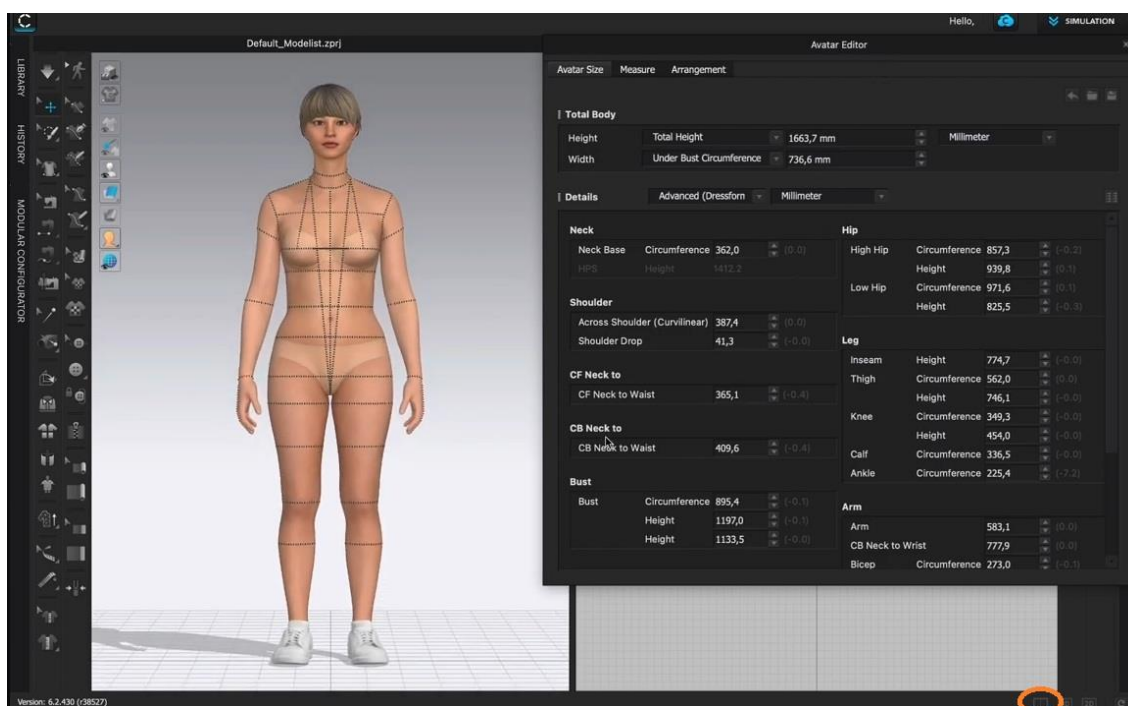 C
Hello,
SIMULATION
Default_Modelist.zprj
Avatar Editor
LIBRARY
HISTORY
MODULAR CONFIGURATOR
Avatar Size Measure Arrangement
Total Body
Height Total Height 1663,7 mm Millimeter
Width Under Bust Circumference 736,6 mm
Details Advanced (Dressforn Millimeter
Neck
Neck Base Circumference 362,0 (0.0)
HPS Height 1412.2
Shoulder
Across Shoulder (Curvilinear) 387,4 (0.0)
Shoulder Drop 41,3 (-0.0)
CF Neck to
CF Neck to Waist 365,1 (-0.4)
CB Neck to
CB Neck to Waist 409,6 (-0.4)
Bust
Bust Circumference 895,4 (-0.1)
Height 1197,0 (-0.1)
Height 1133,5 (-0.0)
Hip
High Hip Circumference 857,3 (-0.2)
Height 939,8 (0.1)
Low Hip Circumference 971,6 (0.1)
Height 825,5 (-0.3)
Leg
Inseam Height 774,7 (-0.0)
Thigh Circumference 562,0 (0.0)
Height 746,1 (-0.0)
Knee Circumference 349,3 (-0.0)
Height 454,0 (-0.0)
Calf Circumference 336,5 (-0.0)
Ankle Circumference 225,4 (-7.2)
Arm
Arm 583,1 (0.0)
CB Neck to Wrist 777,9 (0.0)
Bicep Circumference 273,0 (-0.1)
Version: 6.2.430 (r38527)
2D